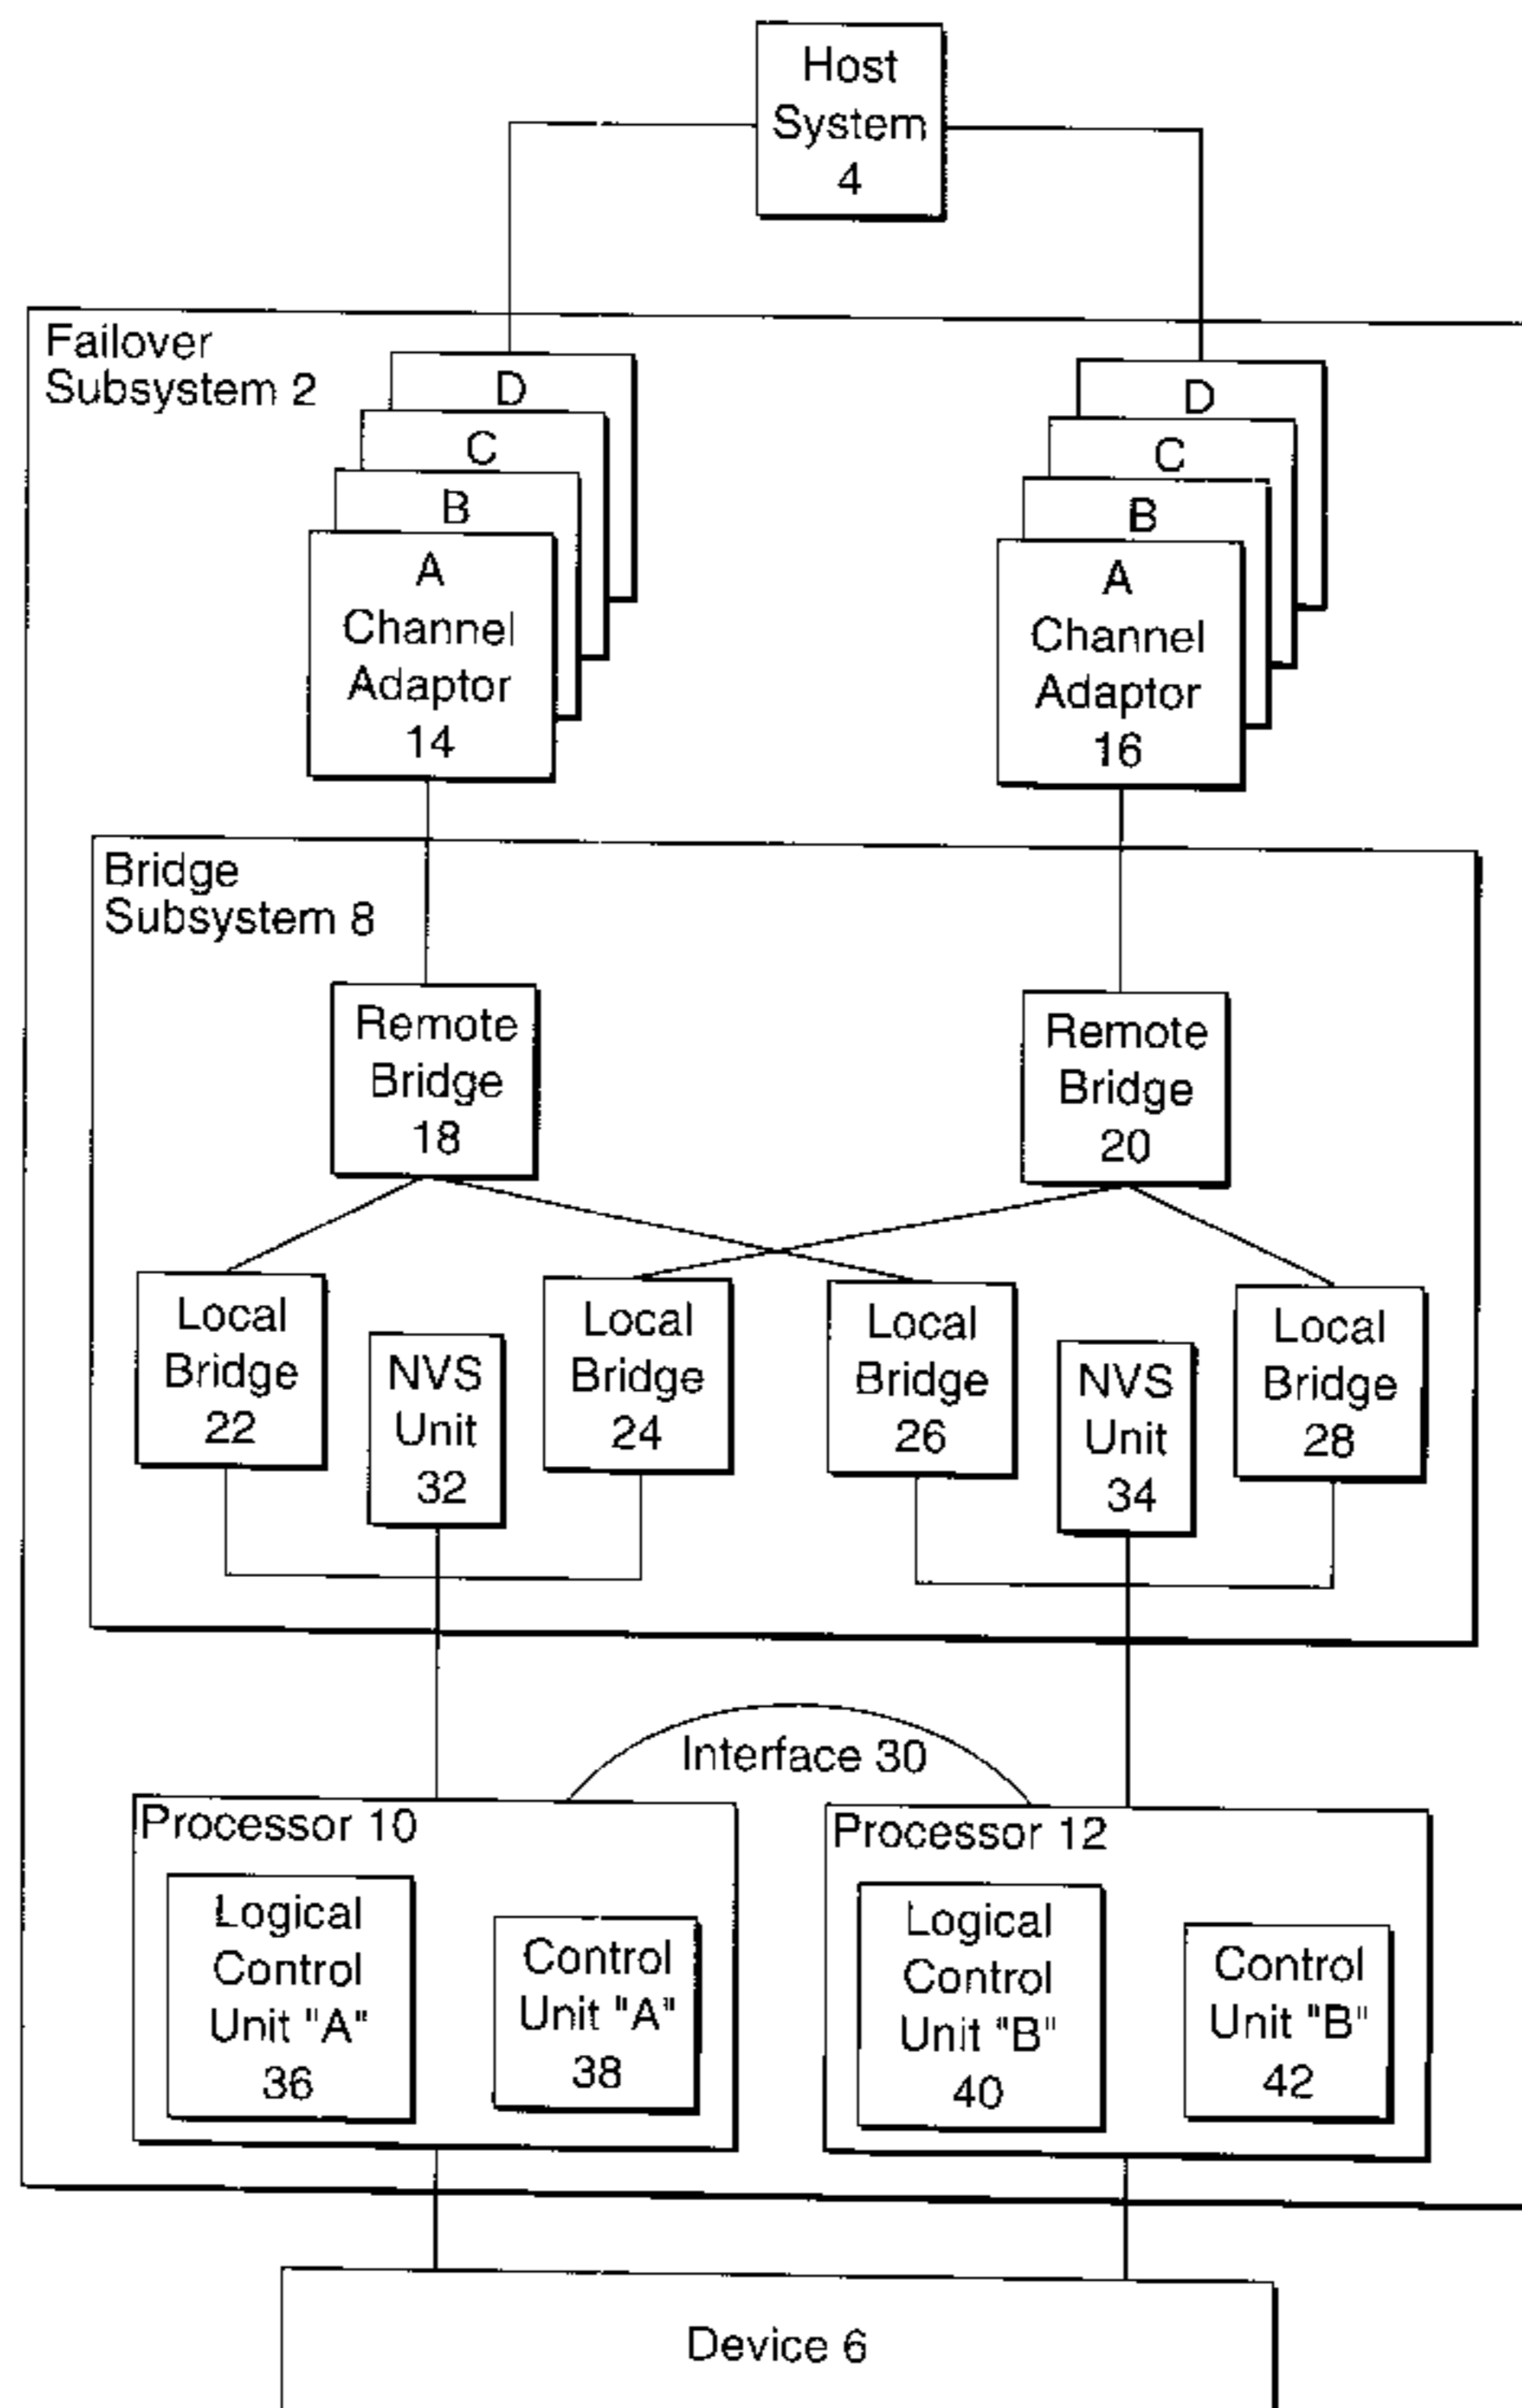 Host
System
4
Failover
Subsystem 2
D
C
B
A
Channel
Adaptor
14
D
C
B
A
Channel
Adaptor
16
Bridge
Subsystem 8
Remote
Bridge
18
Remote
Bridge
20
Local
Bridge
22
NVS
Unit
32
Local
Bridge
24
Local
Bridge
26
NVS
Unit
34
Local
Bridge
28
Interface 30
Processor 10
Logical
Control
Unit "A"
36
Control
Unit "A"
38
Processor 12
Logical
Control
Unit "B"
40
Control
Unit "B"
42
Device 6